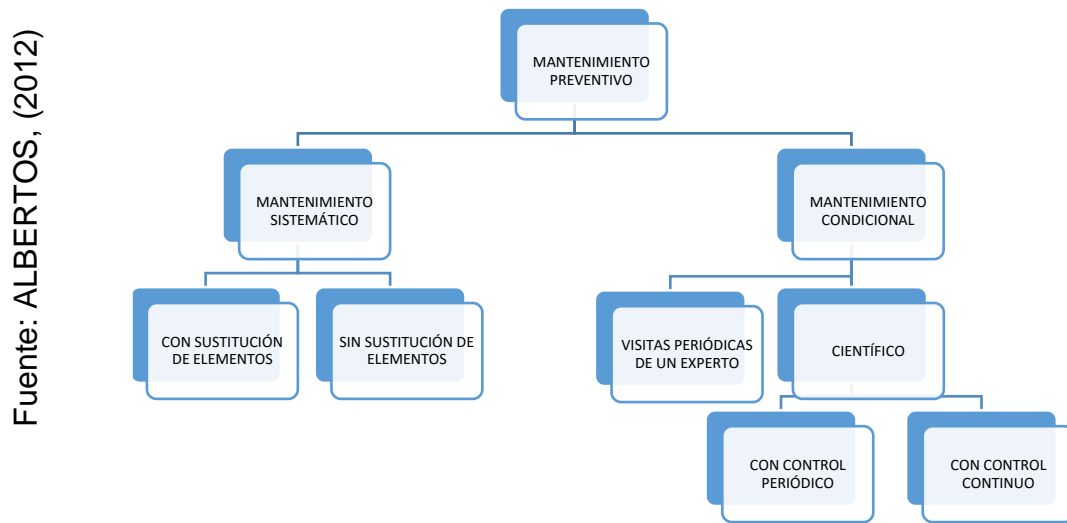 Fuente: ALBERTOS, (2012)
MANTENIMIENTO
PREVENTIVO
MANTENIMIENTO
SISTEMÁTICO
MANTENIMIENTO
CONDICIONAL
CON SUSTITUCIÓN
DE ELEMENTOS
SIN SUSTITUCIÓN DE
ELEMENTOS
VISITAS PERIÓDICAS
DE UN EXPERTO
CIENTÍFICO
CON CONTROL
PERIÓDICO
CON CONTROL
CONTINUO